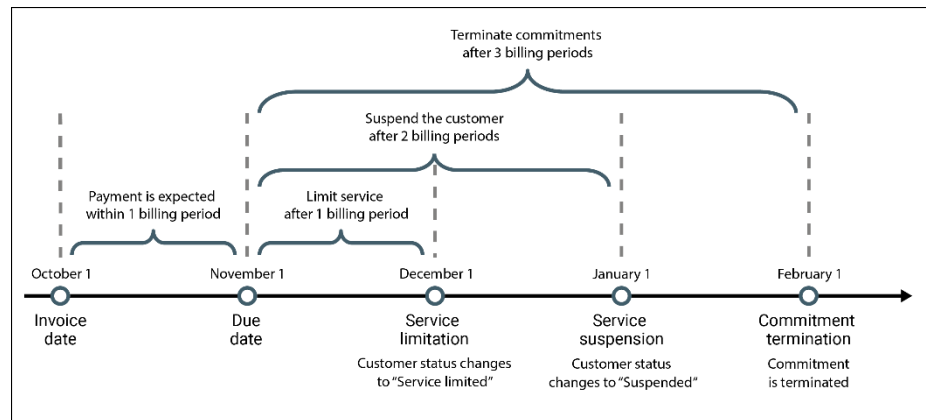 Terminate commitments
after 3 billing periods
Suspend the customer
after 2 billing periods
Payment is expected
within 1 billing period
Limit service
after 1 billing period
October 1
November 1
December 1
January 1
February 1
Invoice
date
Due
date
Service
limitation
Customer status changes
to "Service limited"
Service
suspension
Customer status
changes to "Suspended"
Commitment
termination
Commitment
is terminated